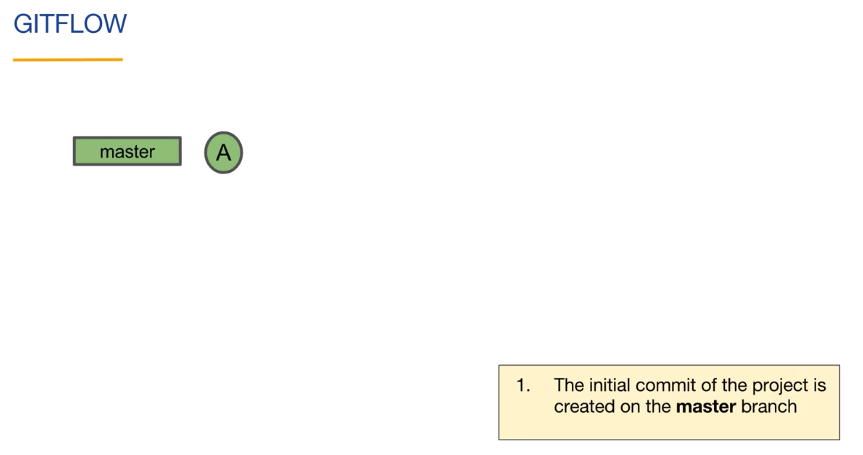 GITFLOW
master
A
1. The initial commit of the project is
created on the master branch